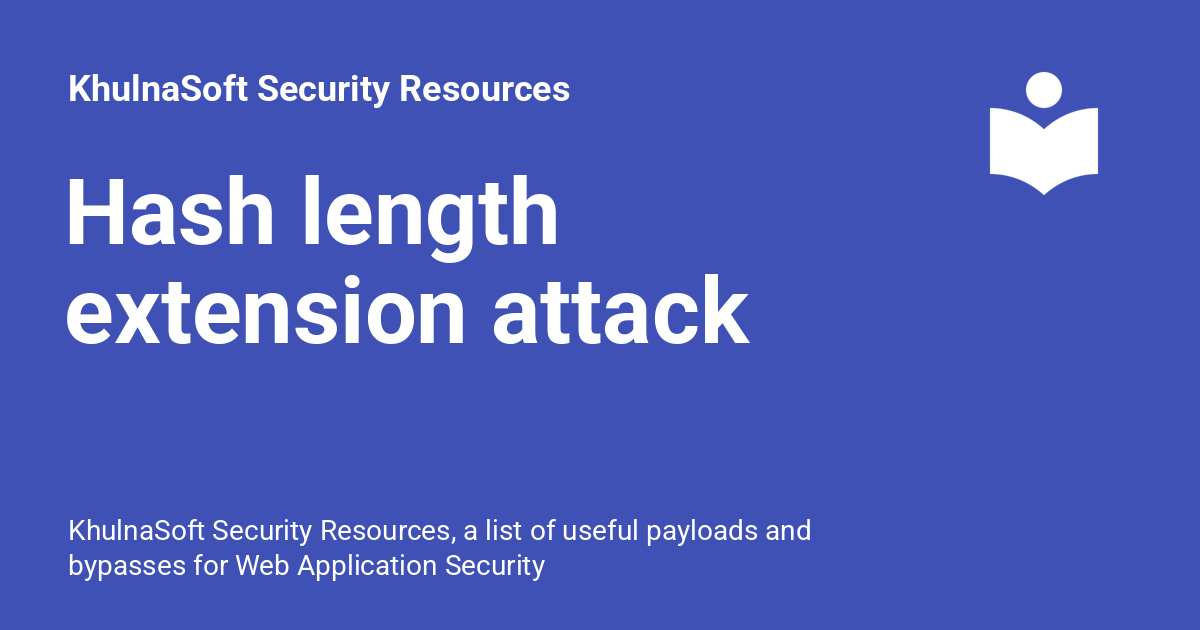 KhulnaSoft Security Resources
Hash length
extension attack
KhulnaSoft Security Resources, a list of useful payloads and
bypasses for Web Application Security